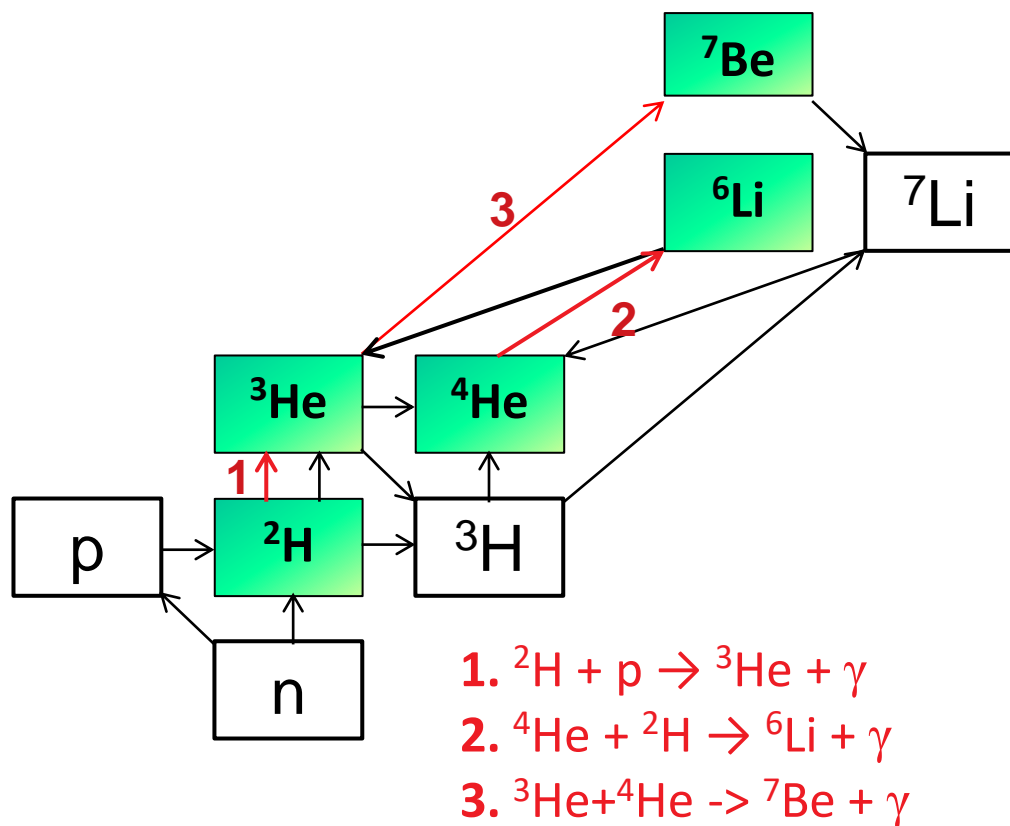 ⁷Be
⁶Li
⁷Li
3
2
³He
⁴He
1
p
²H
³H
n
1. ²H + p → ³He + γ
2. ⁴He + ²H → ⁶Li + γ
3. ³He+⁴He -> ⁷Be + γ